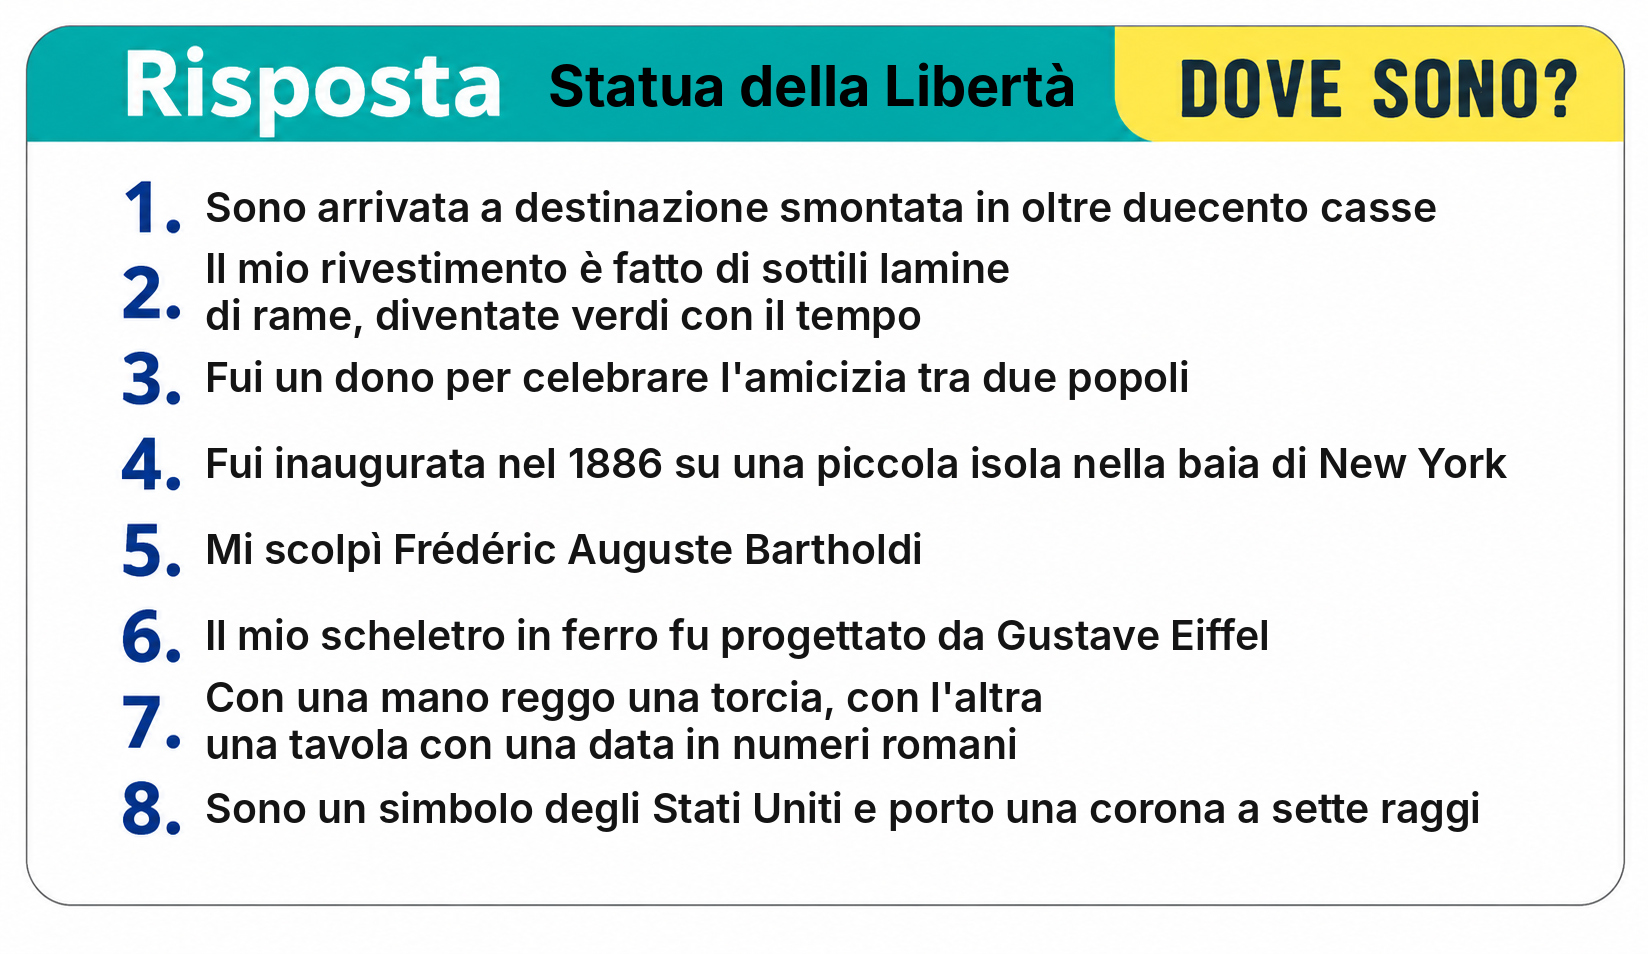 Risposta Statua della Libertà DOVE SONO?
1. Sono arrivata a destinazione smontata in oltre duecento casse
2. Il mio rivestimento è fatto di sottili lamine
di rame, diventate verdi con il tempo
3. Fui un dono per celebrare l'amicizia tra due popoli
4. Fui inaugurata nel 1886 su una piccola isola nella baia di New York
5. Mi scolpì Frédéric Auguste Bartholdi
6. Il mio scheletro in ferro fu progettato da Gustave Eiffel
7. Con una mano reggo una torcia, con l'altra
una tavola con una data in numeri romani
8. Sono un simbolo degli Stati Uniti e porto una corona a sette raggi